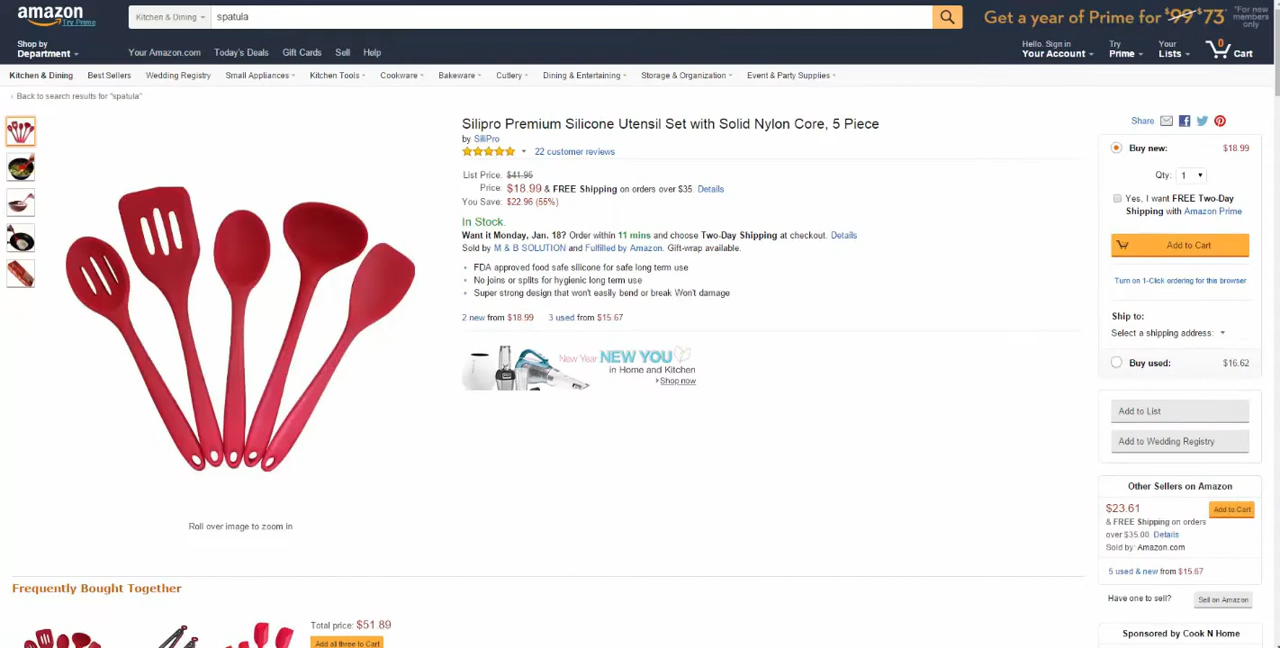 amazon
Try Prime
Kitchen & Dining
spatula
Get a year of Prime for $99 $73
*For new members only
Shop by
Department
Your Amazon.com
Today's Deals
Gift Cards
Sell
Help
Hello. Sign in
Your Account
Try
Prime
Your
Lists
0
Cart
Kitchen & Dining
Best Sellers
Wedding Registry
Small Appliances
Kitchen Tools
Cookware
Bakeware
Cutlery
Dining & Entertaining
Storage & Organization
Event & Party Supplies
‹ Back to search results for "spatula"
Silipro Premium Silicone Utensil Set with Solid Nylon Core, 5 Piece
by SiliPro
22 customer reviews
List Price: $41.95
Price: $18.99 & FREE Shipping on orders over $35. Details
You Save: $22.96 (55%)
In Stock.
Want it Monday, Jan. 18? Order within 11 mins and choose Two-Day Shipping at checkout. Details
Sold by M & B SOLUTION and Fulfilled by Amazon. Gift-wrap available.
• FDA approved food safe silicone for safe long term use
• No joins or splits for hygienic long term use
• Super strong design that won't easily bend or break Won't damage
2 new from $18.99
3 used from $15.67
New Year NEW YOU
in Home and Kitchen
Shop now
Roll over image to zoom in
Share
Buy new: $18.99
Qty: 1
Yes, I want FREE Two-Day
Shipping with Amazon Prime
Add to Cart
Turn on 1-Click ordering for this browser
Ship to:
Select a shipping address:
Buy used: $16.62
Add to List
Add to Wedding Registry
Other Sellers on Amazon
$23.61
Add to Cart
& FREE Shipping on orders
over $35.00. Details
Sold by: Amazon.com
5 used & new from $15.67
Have one to sell?
Sell on Amazon
Sponsored by Cook N Home
Frequently Bought Together
Total price: $51.89
Add all three to Cart